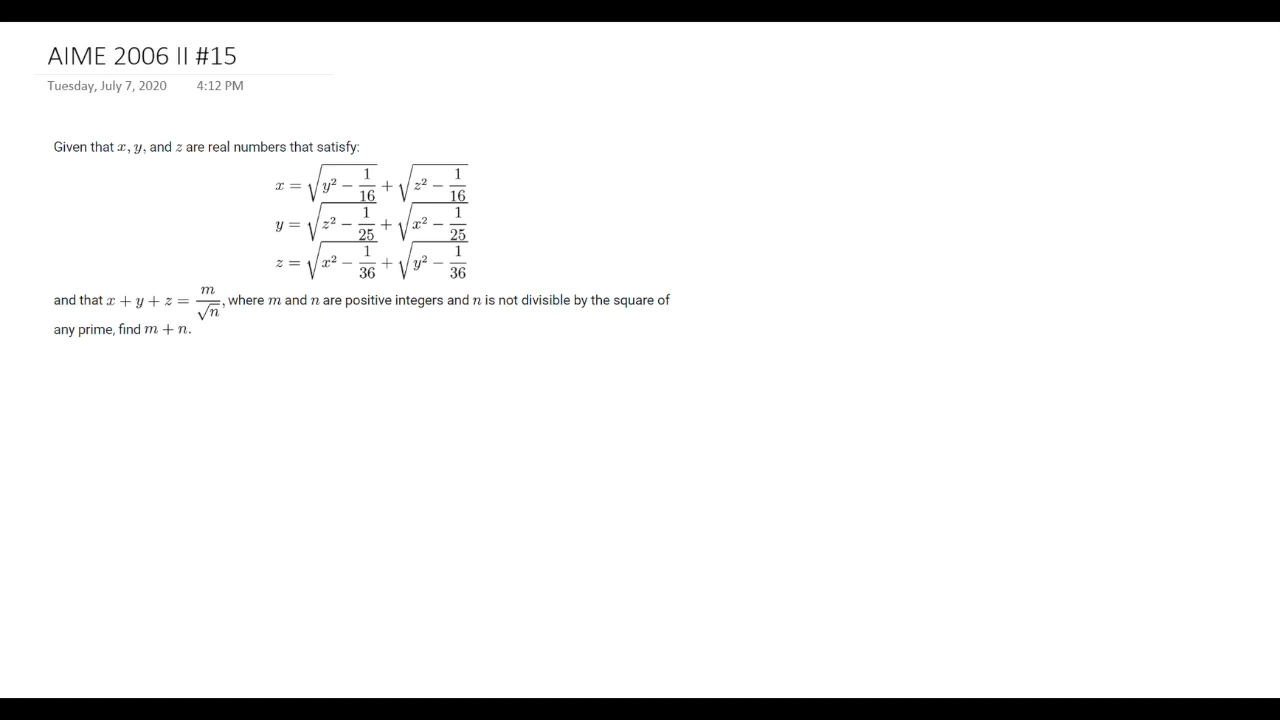 AIME 2006 II #15
Tuesday, July 7, 2020 4:12 PM
Given that x, y, and z are real numbers that satisfy:
x = √(y² − 1/16) + √(z² − 1/16)
y = √(z² − 1/25) + √(x² − 1/25)
z = √(x² − 1/36) + √(y² − 1/36)
and that x + y + z = m/√n, where m and n are positive integers and n is not divisible by the square of
any prime, find m + n.